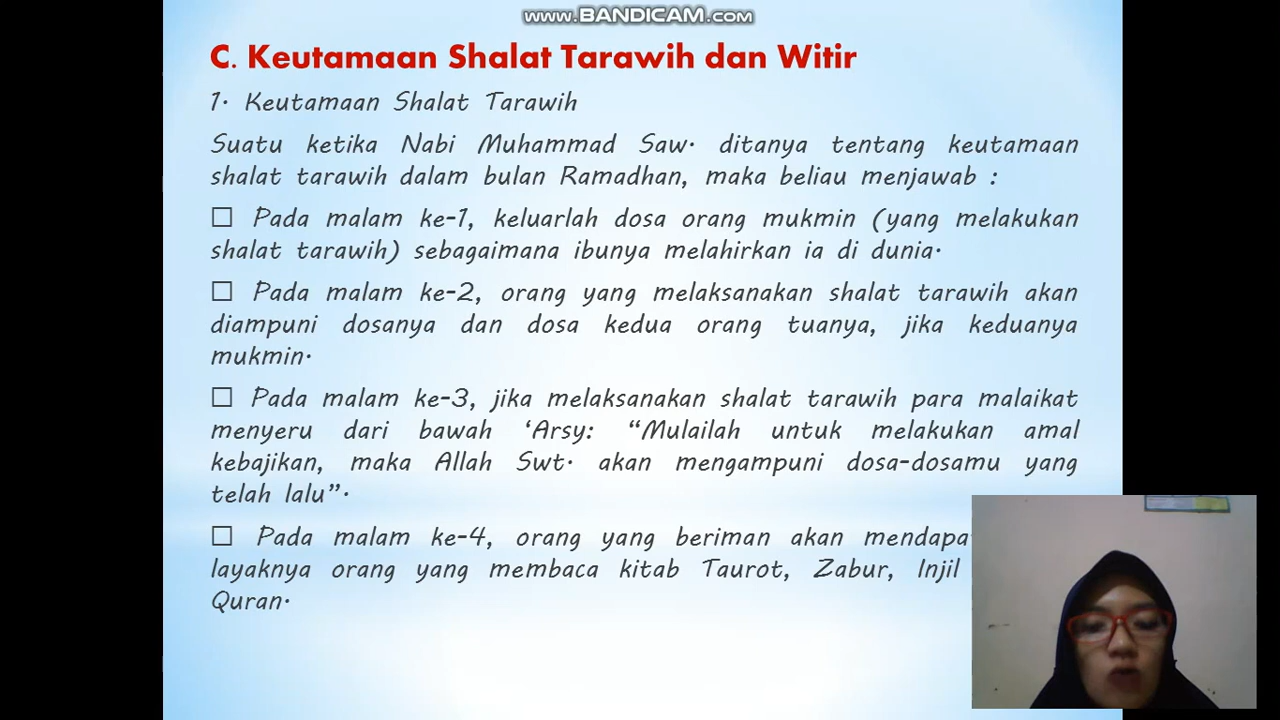 www.BANDICAM.com
C. Keutamaan Shalat Tarawih dan Witir
1. Keutamaan Shalat Tarawih
Suatu ketika Nabi Muhammad Saw. ditanya tentang keutamaan
shalat tarawih dalam bulan Ramadhan, maka beliau menjawab :
☐ Pada malam ke-1, keluarlah dosa orang mukmin (yang melakukan
shalat tarawih) sebagaimana ibunya melahirkan ia di dunia.
☐ Pada malam ke-2, orang yang melaksanakan shalat tarawih akan
diampuni dosanya dan dosa kedua orang tuanya, jika keduanya
mukmin.
☐ Pada malam ke-3, jika melaksanakan shalat tarawih para malaikat
menyeru dari bawah ‘Arsy: “Mulailah untuk melakukan amal
kebajikan, maka Allah Swt. akan mengampuni dosa-dosamu yang
telah lalu”.
☐ Pada malam ke-4, orang yang beriman akan mendapa
layaknya orang yang membaca kitab Taurot, Zabur, Injil
Quran.